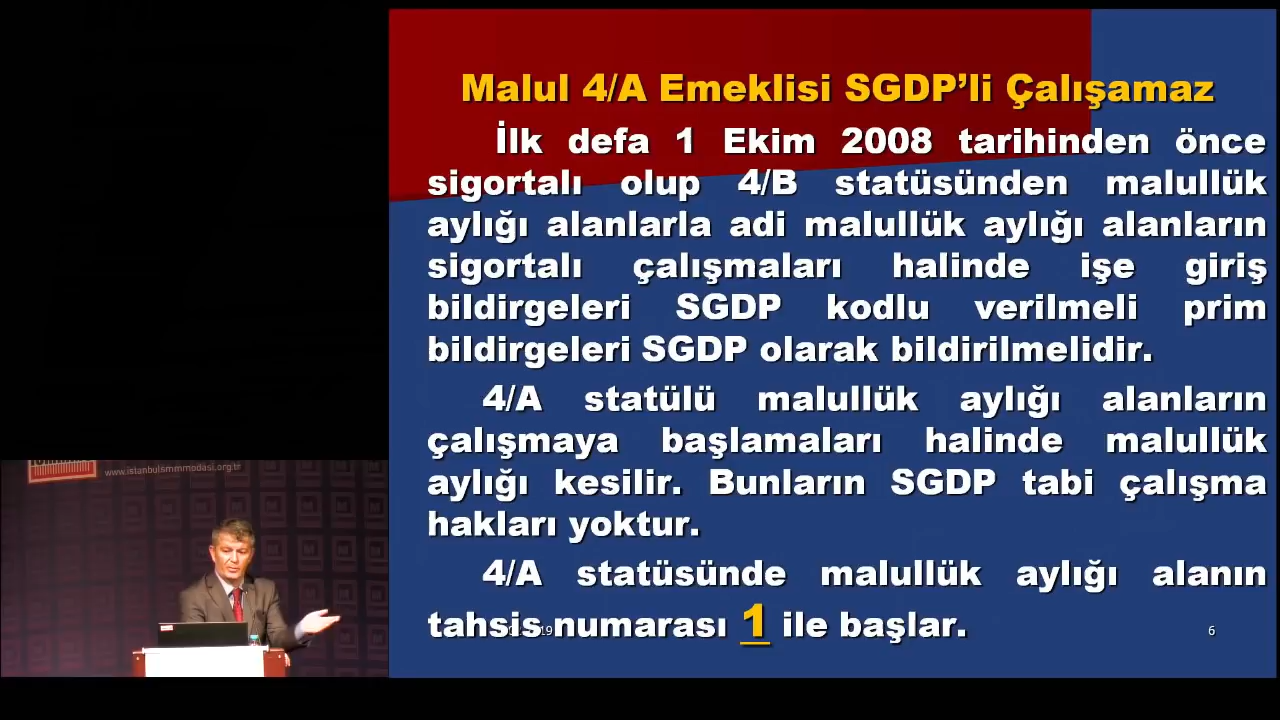 Malul 4/A Emeklisi SGDP’li Çalışamaz
İlk defa 1 Ekim 2008 tarihinden önce
sigortalı olup 4/B statüsünden malullük
aylığı alanlarla adi malullük aylığı alanların
sigortalı çalışmaları halinde işe giriş
bildirgeleri SGDP kodlu verilmeli prim
bildirgeleri SGDP olarak bildirilmelidir.
4/A statülü malullük aylığı alanların
çalışmaya başlamaları halinde malullük
aylığı kesilir. Bunların SGDP tabi çalışma
hakları yoktur.
4/A statüsünde malullük aylığı alanın
tahsis numarası 1 ile başlar.
6
www.istanbulsmmmodasi.org.tr